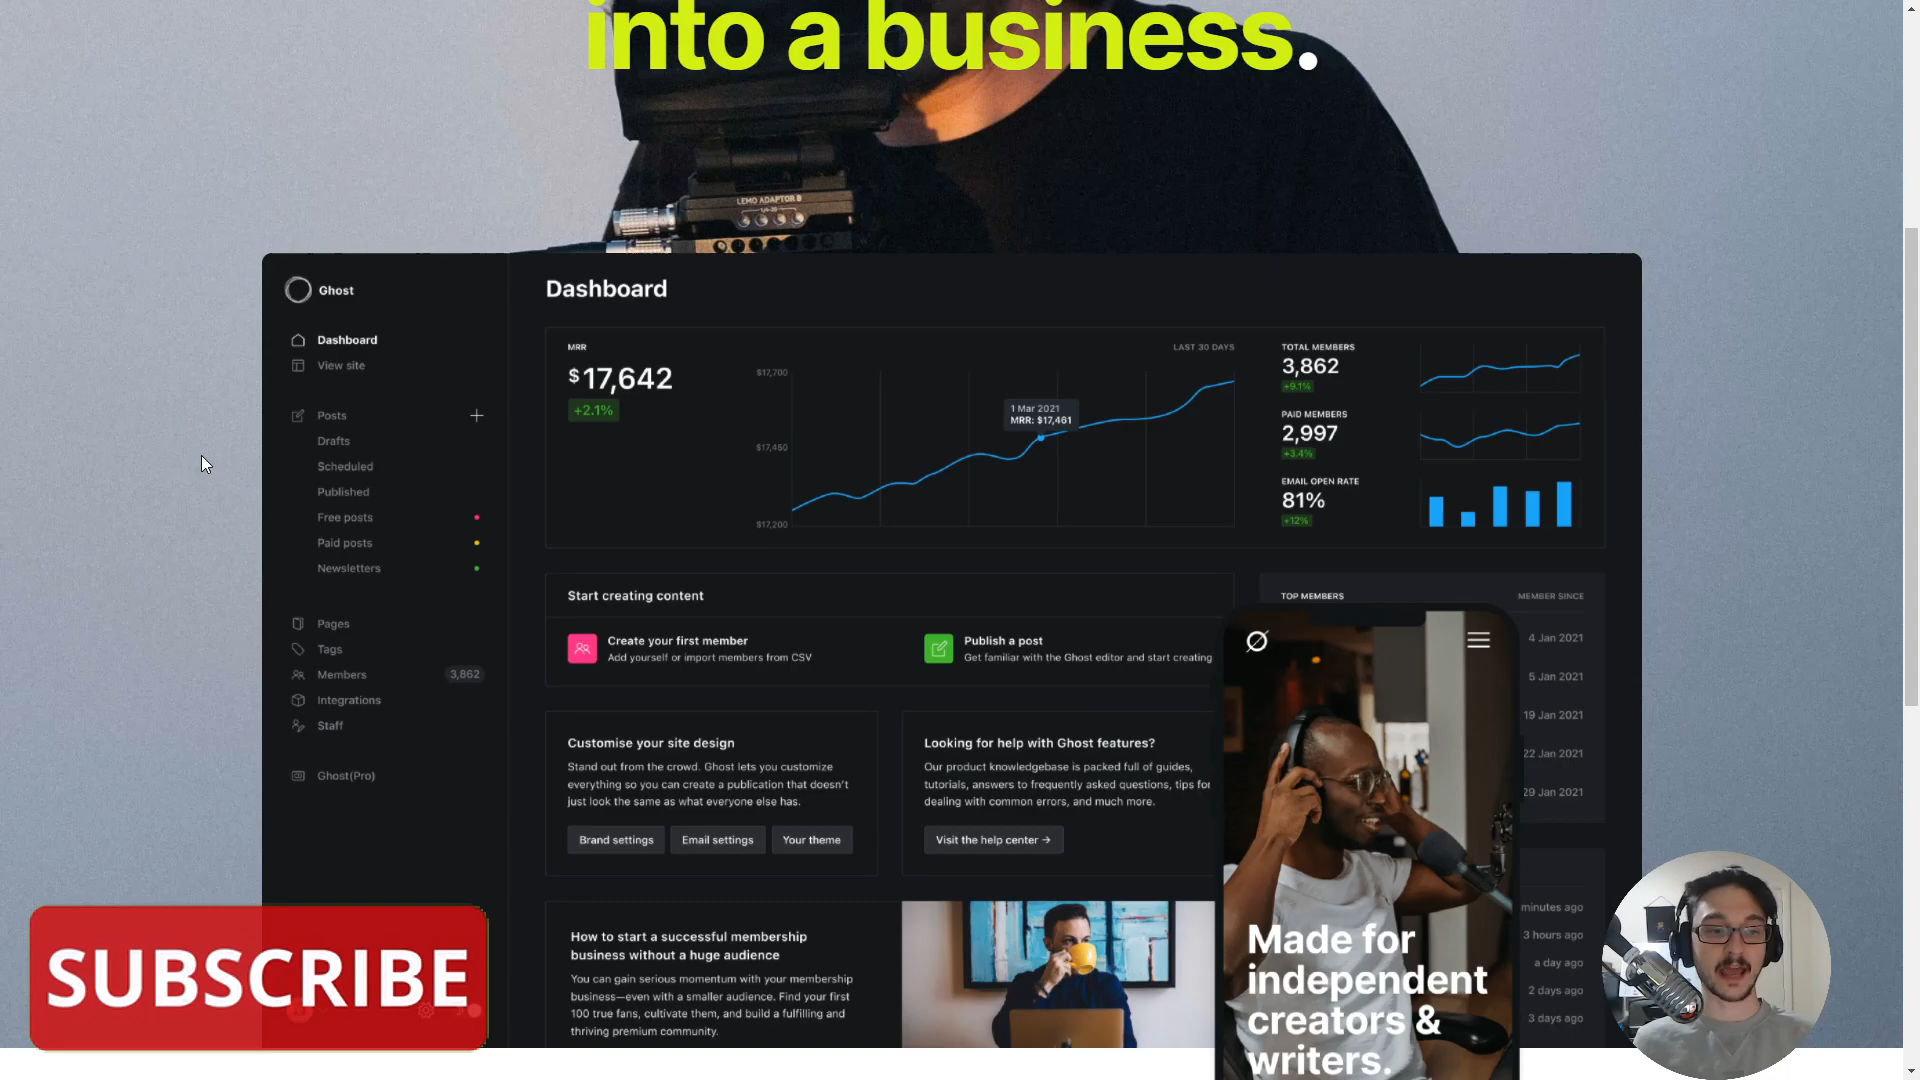 into a business.
LEMO ADAPTOR B
Ghost
Dashboard
View site
Posts
Drafts
Scheduled
Published
Free posts
Paid posts
Newsletters
Pages
Tags
Members 3,862
Integrations
Staff
Ghost(Pro)
Dashboard
MRR
$17,642
+2.1%
LAST 30 DAYS
$17,700
$17,450
$17,200
1 Mar 2021
MRR: $17,461
TOTAL MEMBERS
3,862
+9.1%
PAID MEMBERS
2,997
+3.4%
EMAIL OPEN RATE
81%
+12%
Start creating content
Create your first member
Add yourself or import members from CSV
Publish a post
Get familiar with the Ghost editor and start creating
TOP MEMBERS MEMBER SINCE
4 Jan 2021
5 Jan 2021
19 Jan 2021
22 Jan 2021
29 Jan 2021
Customise your site design
Stand out from the crowd. Ghost lets you customize
everything so you can create a publication that doesn't
just look the same as what everyone else has.
Brand settings Email settings Your theme
Looking for help with Ghost features?
Our product knowledgebase is packed full of guides,
tutorials, answers to frequently asked questions, tips for
dealing with common errors, and much more.
Visit the help center →
How to start a successful membership
business without a huge audience
You can gain serious momentum with your membership
business—even with a smaller audience. Find your first
100 true fans, cultivate them, and build a fulfilling and
thriving premium community.
minutes ago
3 hours ago
a day ago
2 days ago
3 days ago
Made for
independent
creators &
writers.
SUBSCRIBE